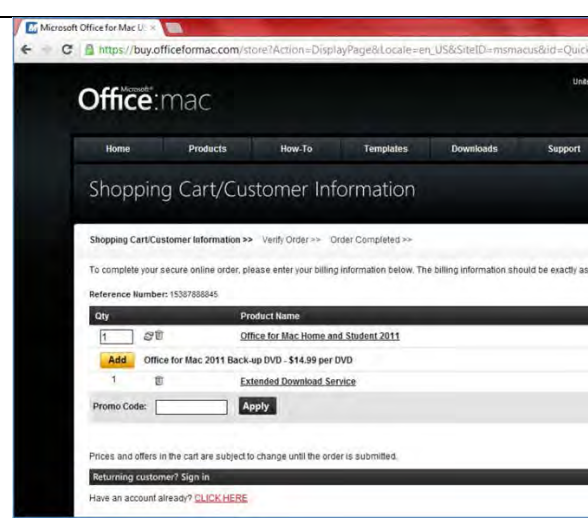 Microsoft Office for Mac U
https://buy.officeformac.com/store?Action=DisplayPage&Locale=en_US&SiteID=msmacus&id=Quic
Microsoft®
Office:mac
Home Products How-To Templates Downloads Support
Shopping Cart/Customer Information
Shopping Cart/Customer Information >> Verify Order >> Order Completed >>
To complete your secure online order, please enter your billing information below. The billing information should be exactly as
Reference Number: 15387888845
Qty Product Name
1 Office for Mac Home and Student 2011
Add Office for Mac 2011 Back-up DVD - $14.99 per DVD
1 Extended Download Service
Promo Code: Apply
Prices and offers in the cart are subject to change until the order is submitted.
Returning customer? Sign in
Have an account already? CLICK HERE